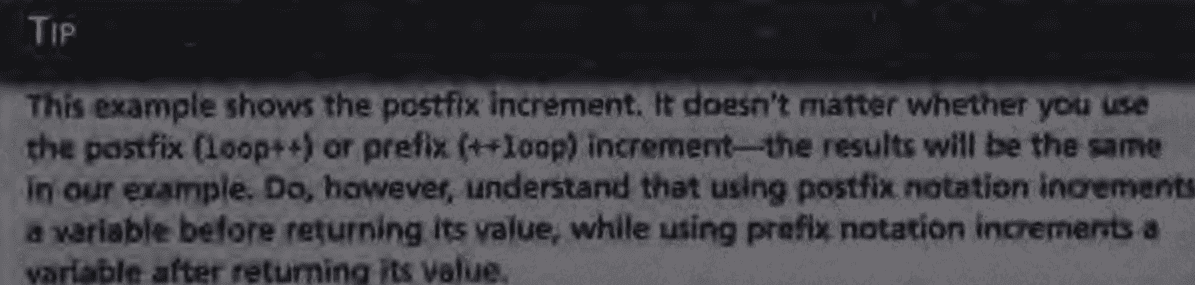 TIP
This example shows the postfix increment. It doesn't matter whether you use
the postfix (loop++) or prefix (++loop) increment—the results will be the same
in our example. Do, however, understand that using postfix notation increments
a variable before returning its value, while using prefix notation increments a
variable after returning its value.